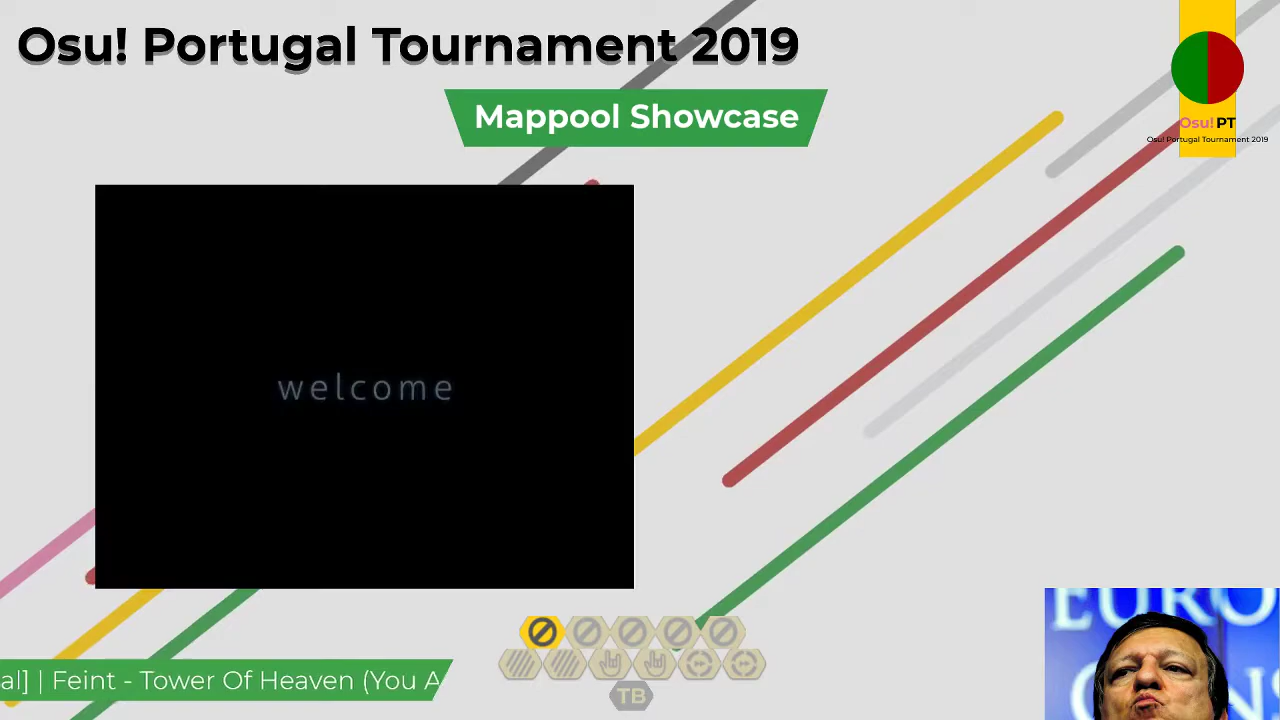 Osu! Portugal Tournament 2019
Mappool Showcase
Osu! PT
Osu! Portugal Tournament 2019
welcome
EURO
al] | Feint - Tower Of Heaven (You A
TB